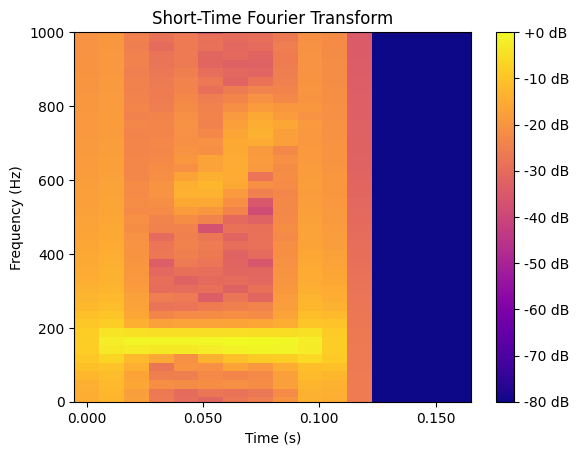 Short-Time Fourier Transform
1000
800
600
400
200
0
Frequency (Hz)
0.000
0.050
0.100
0.150
Time (s)
+0 dB
-10 dB
-20 dB
-30 dB
-40 dB
-50 dB
-60 dB
-70 dB
-80 dB